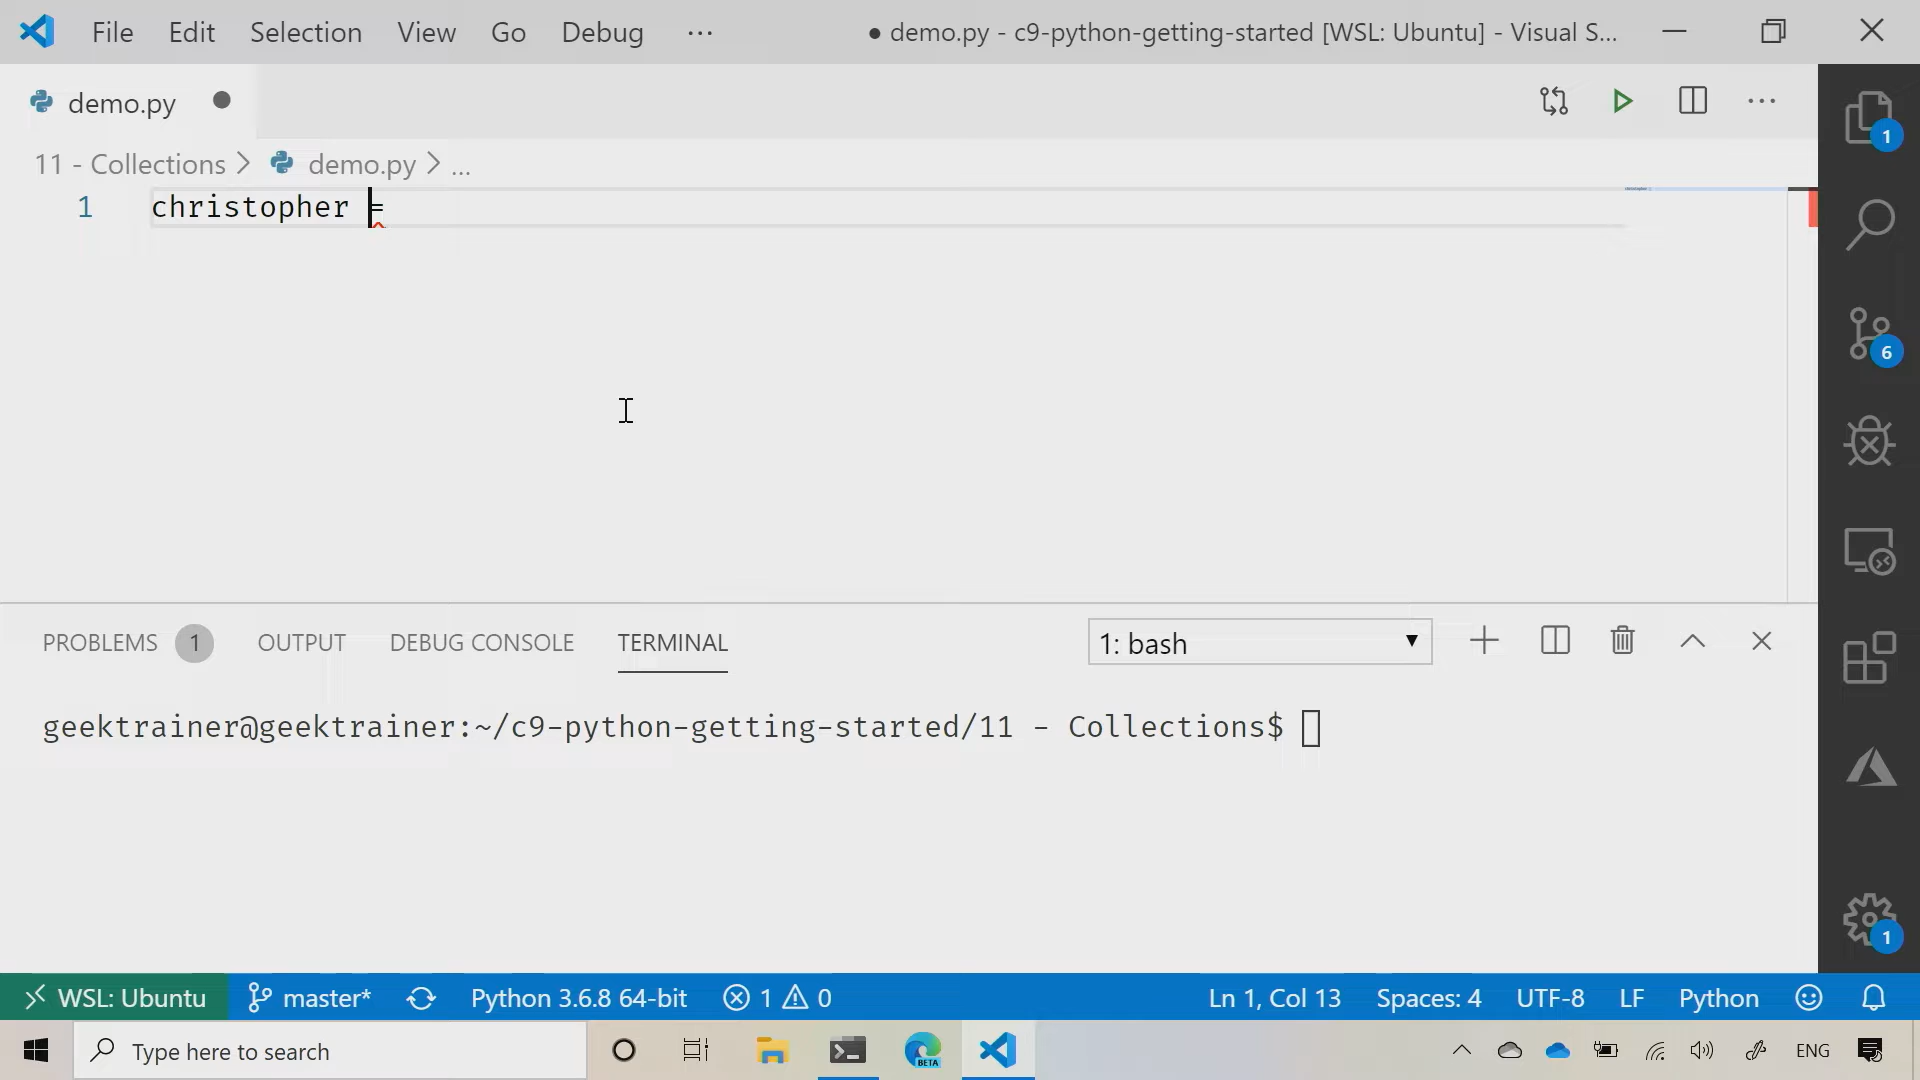 File Edit Selection View Go Debug ··· ● demo.py - c9-python-getting-started [WSL: Ubuntu] - Visual S...
demo.py
11 - Collections > demo.py > ...
1 christopher =
PROBLEMS 1 OUTPUT DEBUG CONSOLE TERMINAL 1: bash
geektrainer@geektrainer:~/c9-python-getting-started/11 - Collections$
1
6
1
WSL: Ubuntu master* Python 3.6.8 64-bit 1 0 Ln 1, Col 13 Spaces: 4 UTF-8 LF Python
Type here to search BETA ENG